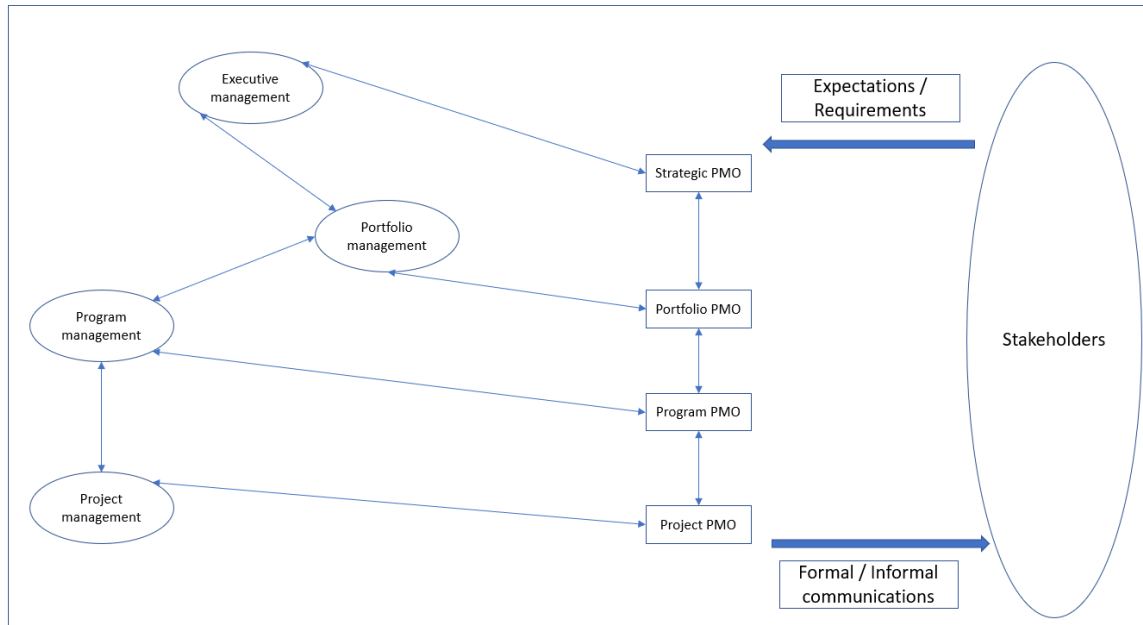 Executive
management
Expectations /
Requirements
Strategic PMO
Portfolio
management
Portfolio PMO
Program
management
Stakeholders
Program PMO
Project
management
Project PMO
Formal / Informal
communications